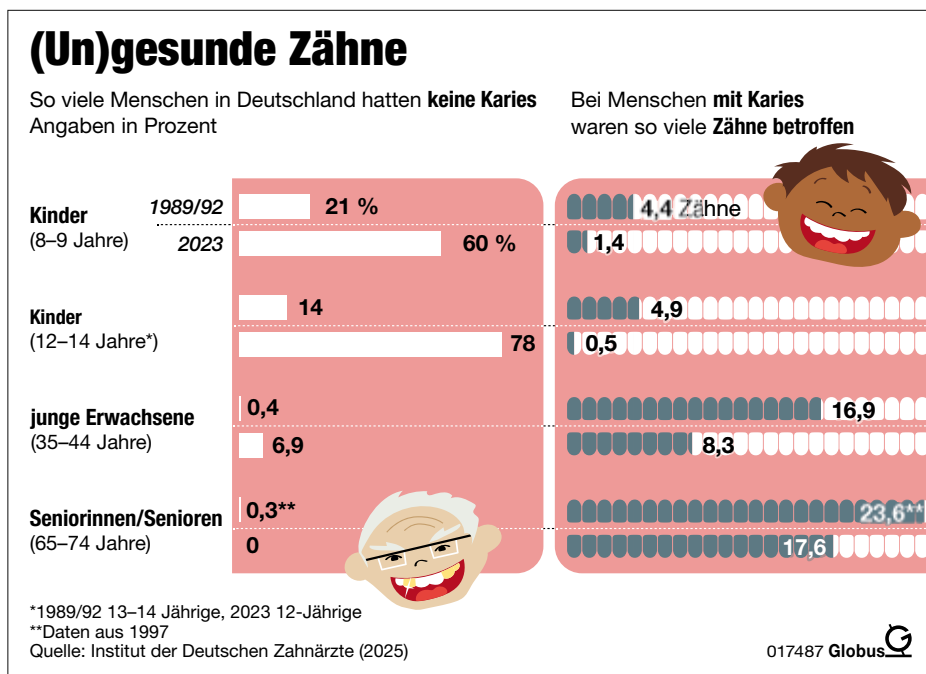 (Un)gesunde Zähne
So viele Menschen in Deutschland hatten keine Karies
Angaben in Prozent
Bei Menschen mit Karies
waren so viele Zähne betroffen
Kinder
(8–9 Jahre)
1989/92
21 %
4,4 Zähne
2023
60 %
1,4
Kinder
(12–14 Jahre*)
14
4,9
78
0,5
junge Erwachsene
(35–44 Jahre)
0,4
16,9
6,9
8,3
Seniorinnen/Senioren
(65–74 Jahre)
0,3**
23,6**
0
17,6
*1989/92 13–14 Jährige, 2023 12-Jährige
**Daten aus 1997
Quelle: Institut der Deutschen Zahnärzte (2025)
017487 Globus